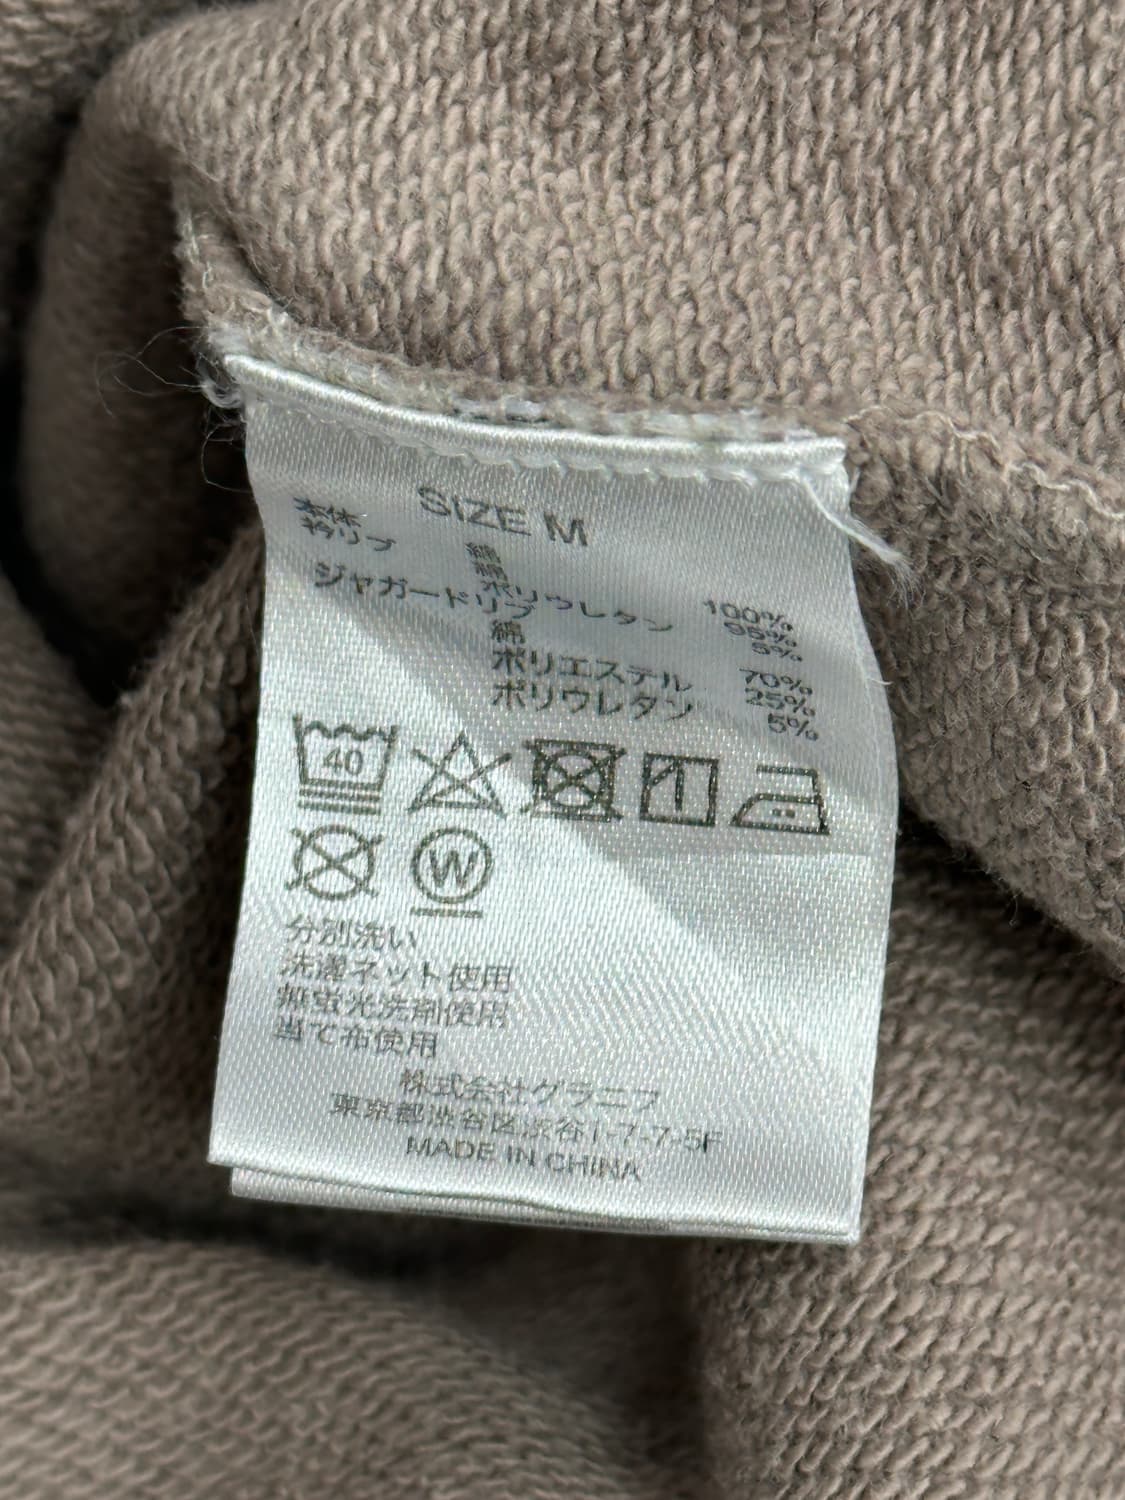 SIZE M
本体 綿 100%
衿リブ 綿 95%
ポリウレタン 5%
ジャガードリブ
綿 70%
ポリエステル 25%
ポリウレタン 5%
40
W
分別洗い
洗濯ネット使用
無蛍光洗剤使用
当て布使用
株式会社グラニフ
東京都渋谷区渋谷1-7-7-5F
MADE IN CHINA